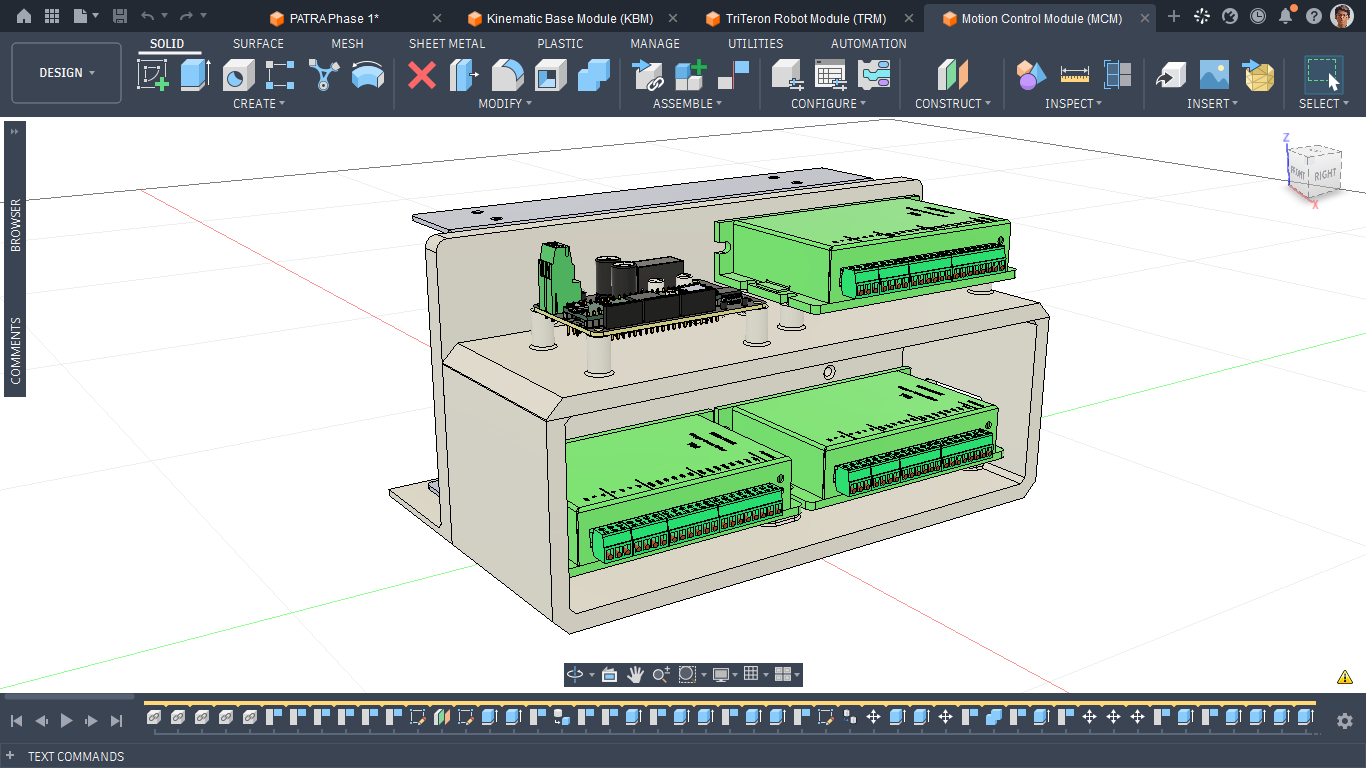 PATRA Phase 1*
Kinematic Base Module (KBM)
TriTeron Robot Module (TRM)
Motion Control Module (MCM)
SOLID
SURFACE
MESH
SHEET METAL
PLASTIC
MANAGE
UTILITIES
AUTOMATION
DESIGN
CREATE
MODIFY
ASSEMBLE
CONFIGURE
CONSTRUCT
INSPECT
INSERT
SELECT
BROWSER
COMMENTS
Z
FRONT
RIGHT
X
TEXT COMMANDS